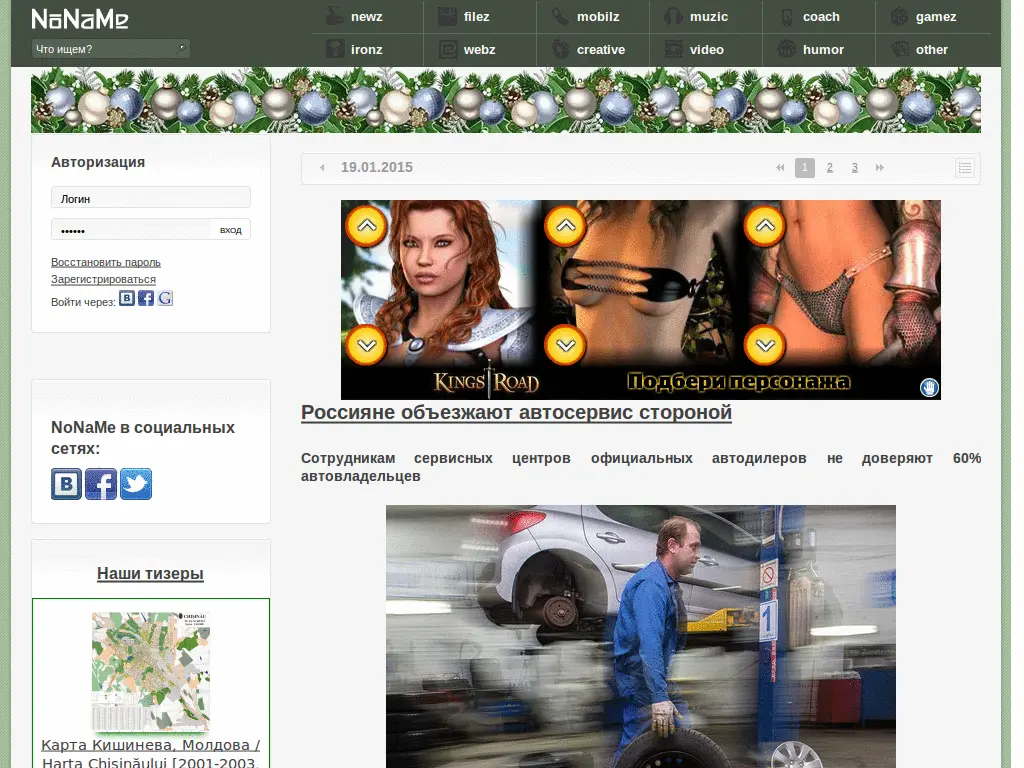 NoNaMe
newz
filez
mobilz
muzic
coach
gamez
Что ищем?
ironz
webz
creative
video
humor
other
Авторизация
Логин
••••••
вход
Восстановить пароль
Зарегистрироваться
Войти через:
19.01.2015
1
2
3
KINGS ROAD
Подбери персонажа
Россияне объезжают автосервис стороной
Сотрудникам сервисных центров официальных автодилеров не доверяют 60%
автовладельцев
NoNaMe в социальных
сетях:
Наши тизеры
CHISINĂU
Карта Кишинева, Молдова /
Harta Chişinăului [2001-2003,
1